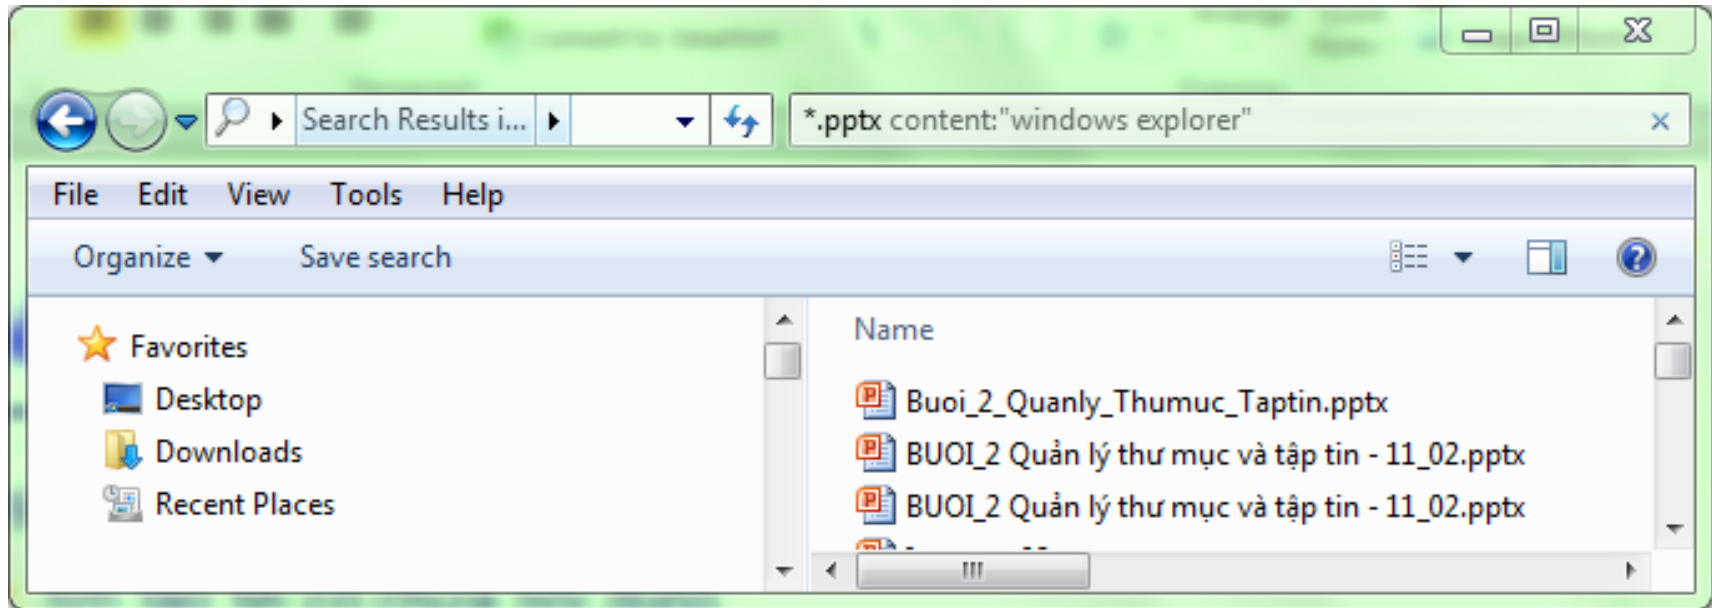 Search Results i...
*.pptx content:"windows explorer"
File Edit View Tools Help
Organize Save search
Favorites
Desktop
Downloads
Recent Places
Name
Buoi_2_Quanly_Thumuc_Taptin.pptx
BUOI_2 Quản lý thư mục và tập tin - 11_02.pptx
BUOI_2 Quản lý thư mục và tập tin - 11_02.pptx